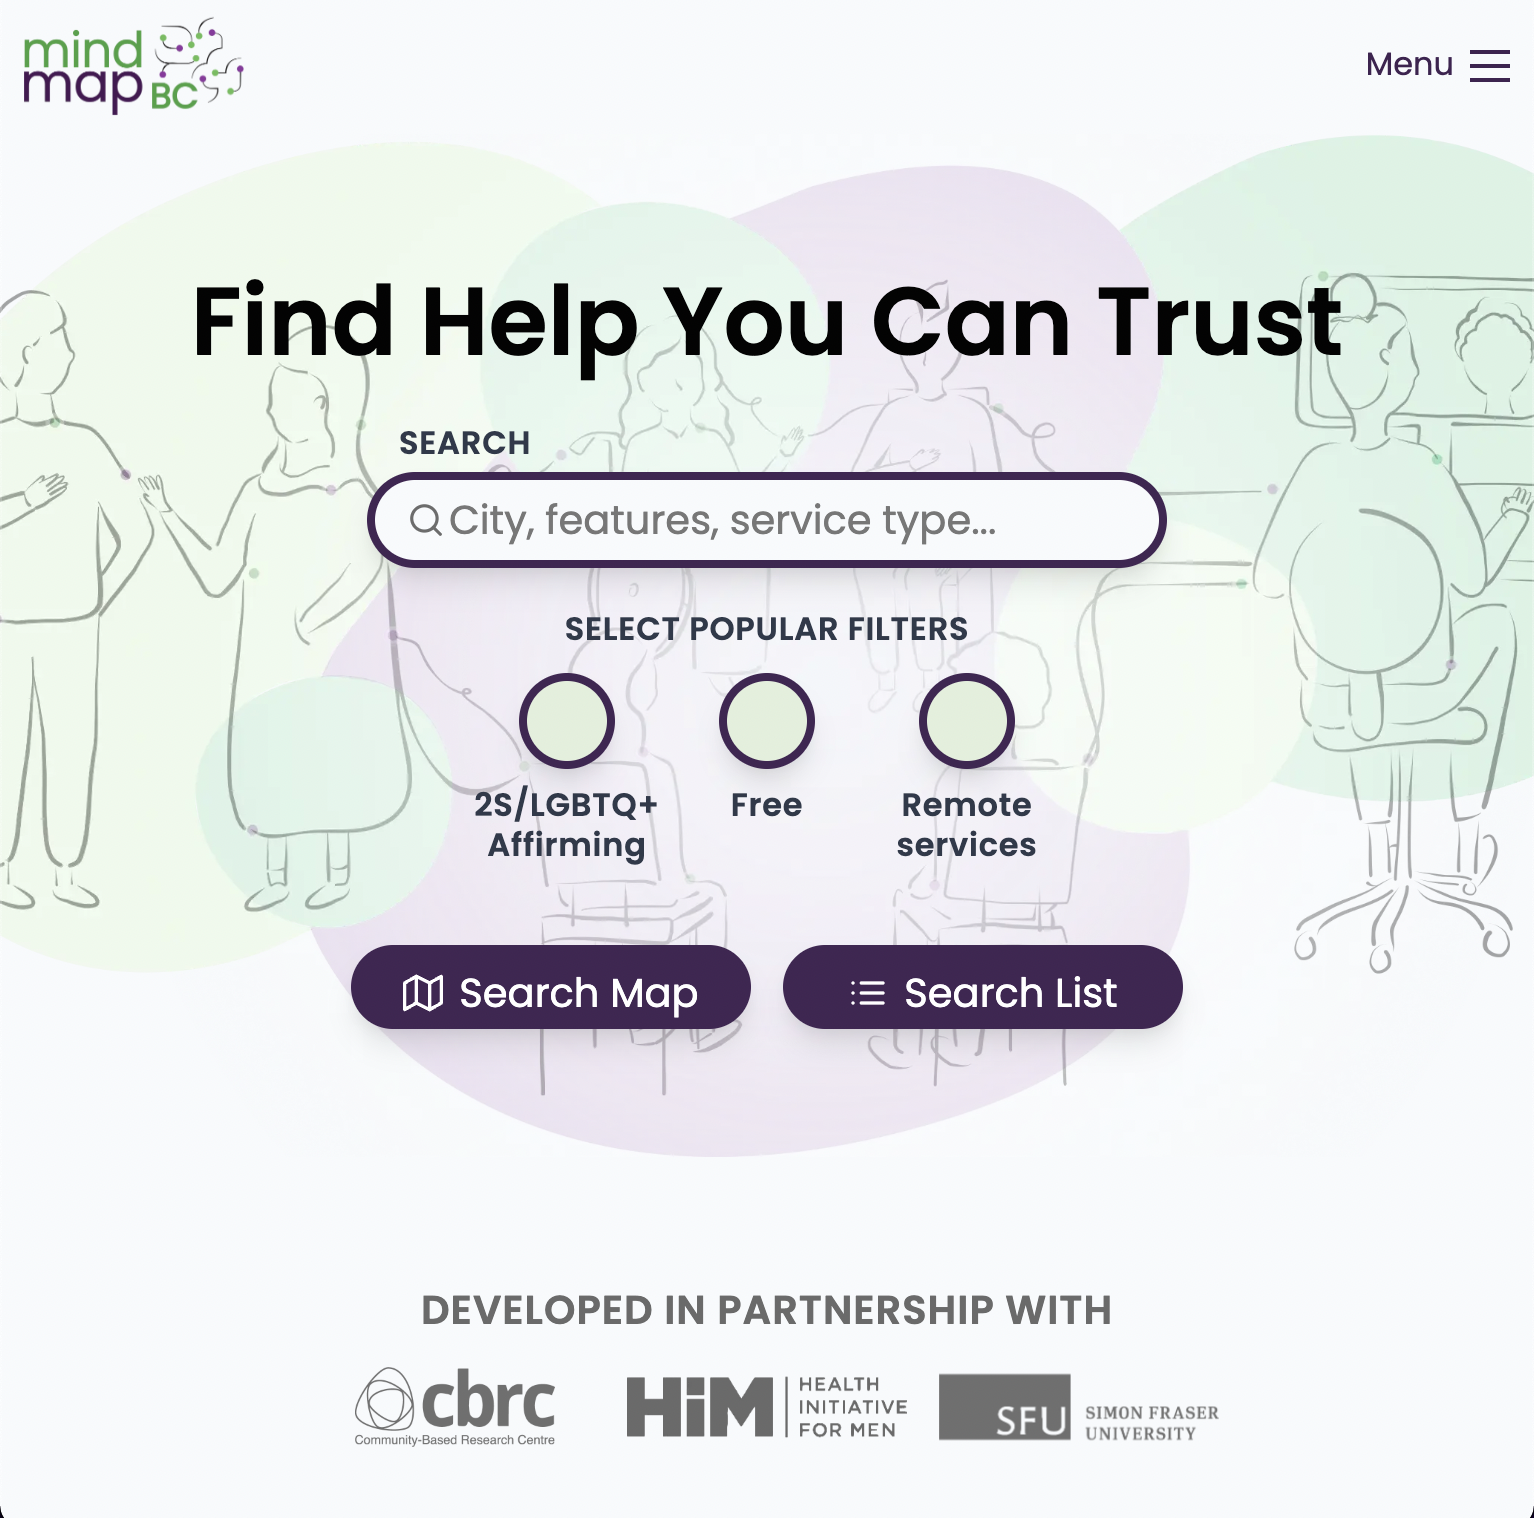 mind
map BC
Menu
Find Help You Can Trust
SEARCH
City, features, service type...
SELECT POPULAR FILTERS
2S/LGBTQ+
Affirming
Free
Remote
services
Search Map
Search List
DEVELOPED IN PARTNERSHIP WITH
cbrc
Community-Based Research Centre
HiM
HEALTH
INITIATIVE
FOR MEN
SFU
SIMON FRASER
UNIVERSITY